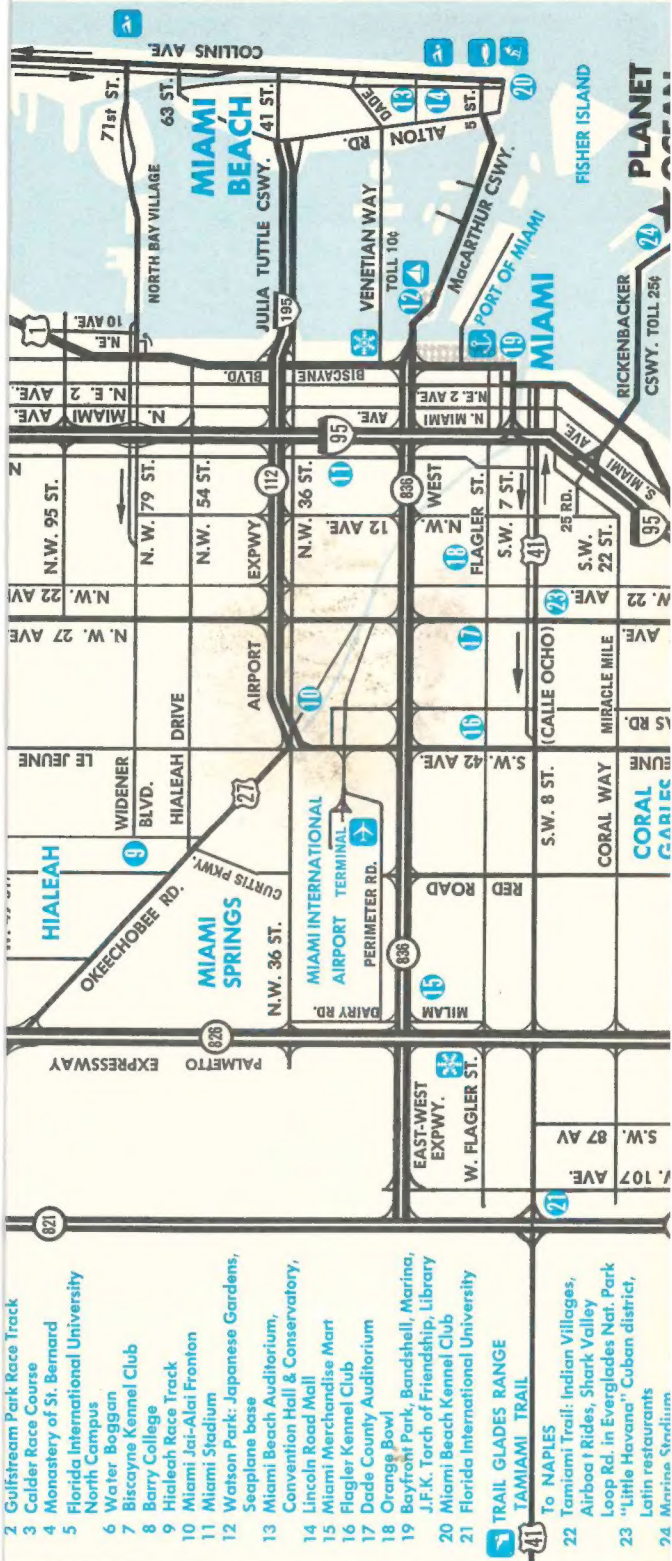 2 Gulfstream Park Race Track
3 Calder Race Course
4 Monastery of St. Bernard
5 Florida International University
North Campus
6 Water Boggan
7 Biscayne Kennel Club
8 Barry College
9 Hialeah Race Track
10 Miami Jai-Alai Fronton
11 Miami Stadium
12 Watson Park: Japanese Gardens,
Seaplane base
13 Miami Beach Auditorium,
Convention Hall & Conservatory,
14 Lincoln Road Mall
15 Miami Merchandise Mart
16 Flagler Kennel Club
17 Dade County Auditorium
18 Orange Bowl
19 Bayfront Park, Bandshell, Marina,
J.F.K. Torch of Friendship, Library
20 Miami Beach Kennel Club
21 Florida International University
TRAIL GLADES RANGE
TAMIAMI TRAIL
41
To NAPLES
22 Tamiami Trail: Indian Villages,
Airboat Rides, Shark Valley
Loop Rd. in Everglades Nat. Park
23 "Little Havana" Cuban district,
Latin restaurants
821
826
PALMETTO EXPRESSWAY
HIALEAH
OKEECHOBEE RD.
27
MIAMI
SPRINGS
CURTIS PKWY.
N.W. 36 ST.
MIAMI INTERNATIONAL
AIRPORT TERMINAL
PERIMETER RD.
DAIRY RD.
MILAM
15
836
EAST-WEST
EXPWY.
W. FLAGLER ST.
S.W. 87 AV
107 AVE.
21
RED ROAD
LE JEUNE
WIDENER
BLVD.
9
HIALEAH DRIVE
AIRPORT EXPWY
112
10
S.W. 42 AVE.
16
17
18
S.W. 8 ST. (CALLE OCHO)
CORAL WAY
MIRACLE MILE
CORAL
GABLES
N.W. 27 AVE
N.W. 22 AVE
N.W. 95 ST.
N.W. 79 ST.
N.W. 54 ST.
N.W. 36 ST.
11
N.W. 12 AVE.
836
WEST
FLAGLER ST.
S.W. 7 ST.
41
23
W. 22 AVE.
AVE
25 RD.
S.W.
22 ST.
95
S. MIAMI AVE.
95
N. MIAMI AVE
N.E. 2 AVE.
N.E. 10 AVE.
1
BISCAYNE BLVD.
N. MIAMI AVE
N.E. 2 AVE.
71st ST.
NORTH BAY VILLAGE
63 ST.
COLLINS AVE
MIAMI
BEACH
41 ST.
JULIA TUTTLE CSWY.
195
DADE
ALTON RD.
13
14
5 ST.
20
VENETIAN WAY
TOLL 10¢
12
MacARTHUR CSWY.
PORT OF MIAMI
19
MIAMI
FISHER ISLAND
RICKENBACKER
CSWY. TOLL 25¢
24
PLANET
OCEAN